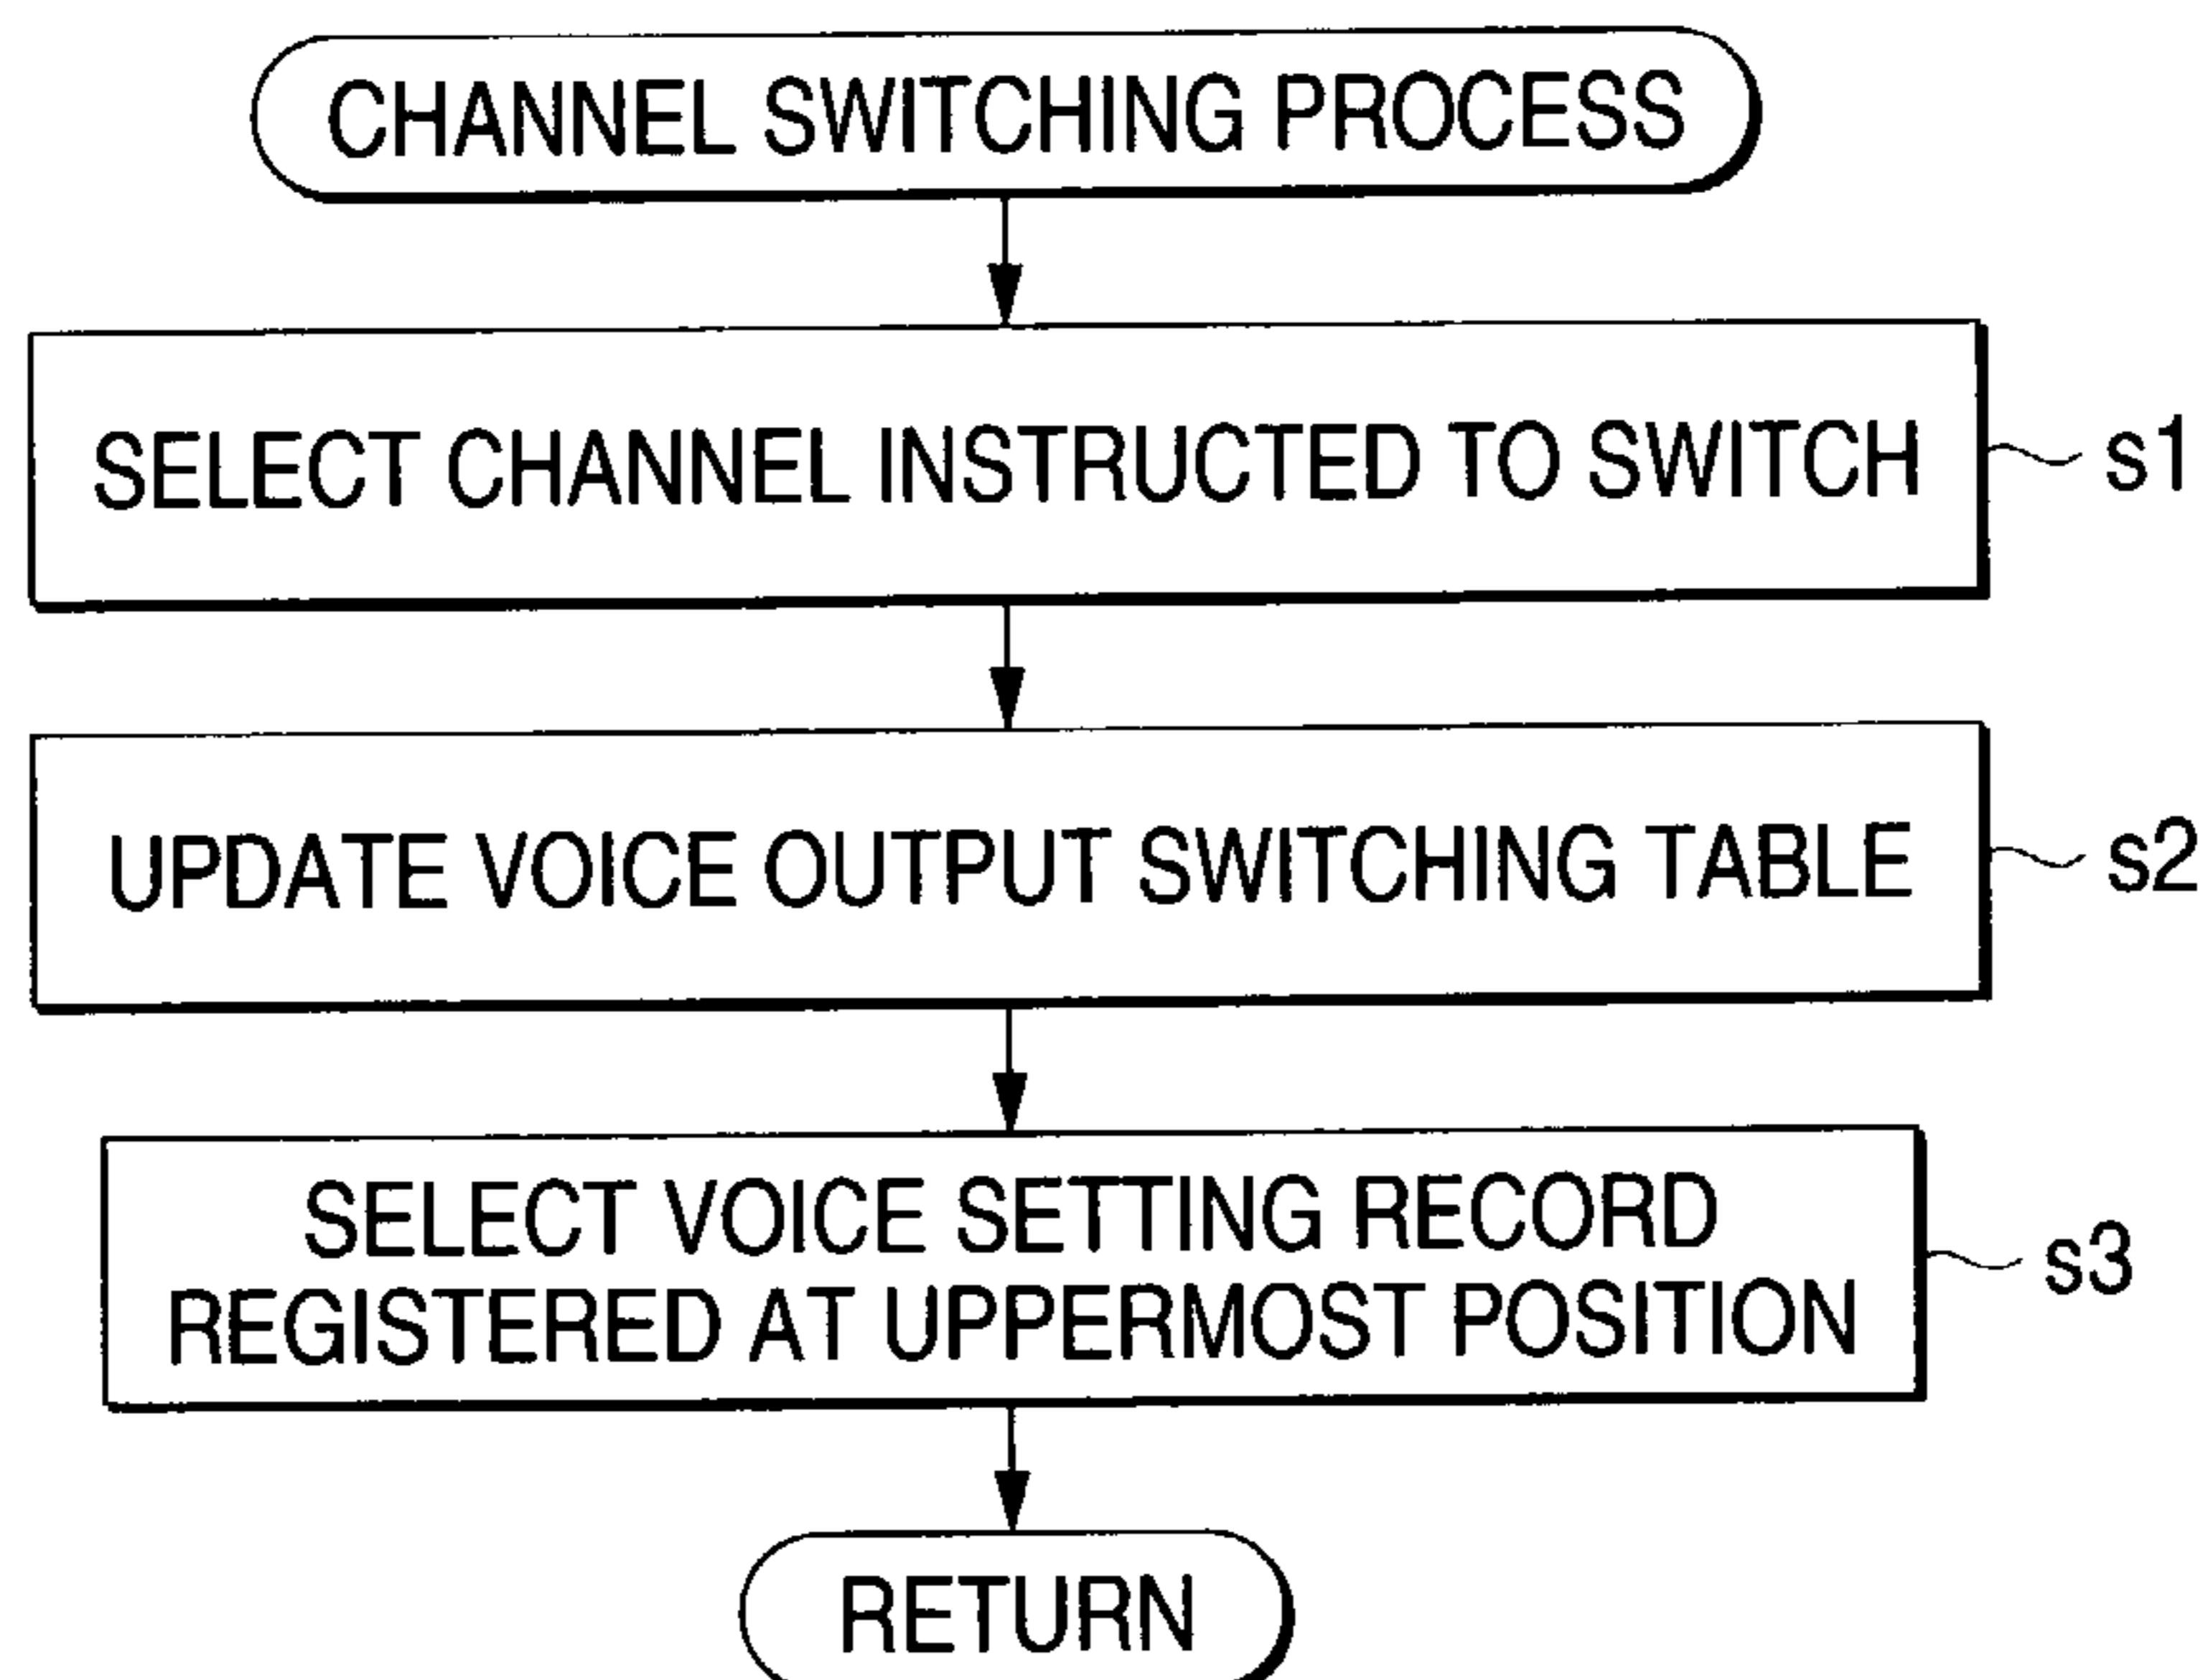 CHANNEL SWITCHING PROCESS
SELECT CHANNEL INSTRUCTED TO SWITCH
s1
UPDATE VOICE OUTPUT SWITCHING TABLE
s2
SELECT VOICE SETTING RECORD
REGISTERED AT UPPERMOST POSITION
s3
RETURN